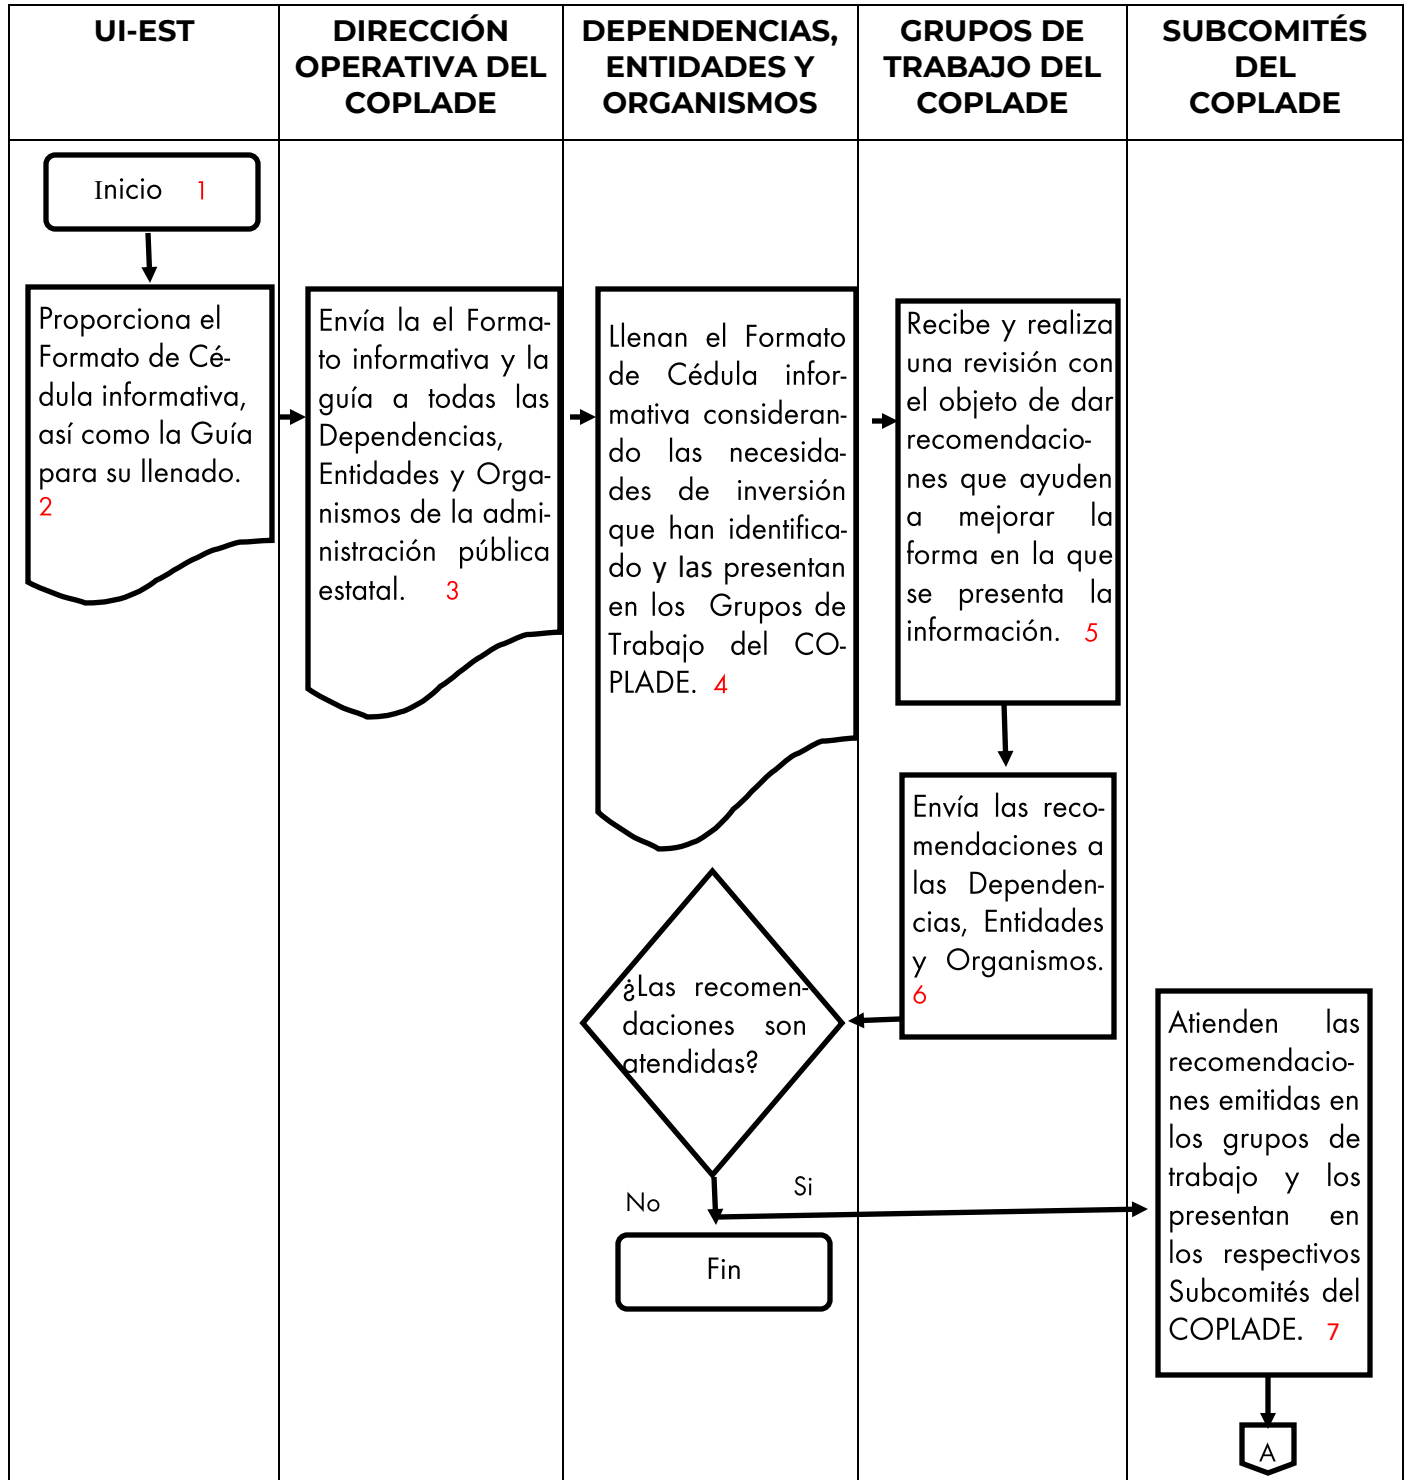 UI-EST
DIRECCIÓN
OPERATIVA DEL
COPLADE
DEPENDENCIAS,
ENTIDADES Y
ORGANISMOS
GRUPOS DE
TRABAJO DEL
COPLADE
SUBCOMITÉS
DEL
COPLADE
Inicio 1
Proporciona el
Formato de Cé-
dula informativa,
así como la Guía
para su llenado.
2
Envía la el Forma-
to informativa y la
guía a todas las
Dependencias,
Entidades y Orga-
nismos de la admi-
nistración pública
estatal. 3
Llenan el Formato
de Cédula infor-
mativa consideran-
do las necesida-
des de inversión
que han identifica-
do y las presentan
en los Grupos de
Trabajo del CO-
PLADE. 4
Recibe y realiza
una revisión con
el objeto de dar
recomendacio-
nes que ayuden
a mejorar la
forma en la que
se presenta la
información. 5
Envía las reco-
mendaciones a
las Dependen-
cias, Entidades
y Organismos.
6
¿Las recomen-
daciones son
atendidas?
No
Si
Fin
Atienden las
recomendacio-
nes emitidas en
los grupos de
trabajo y los
presentan en
los respectivos
Subcomités del
COPLADE. 7
A